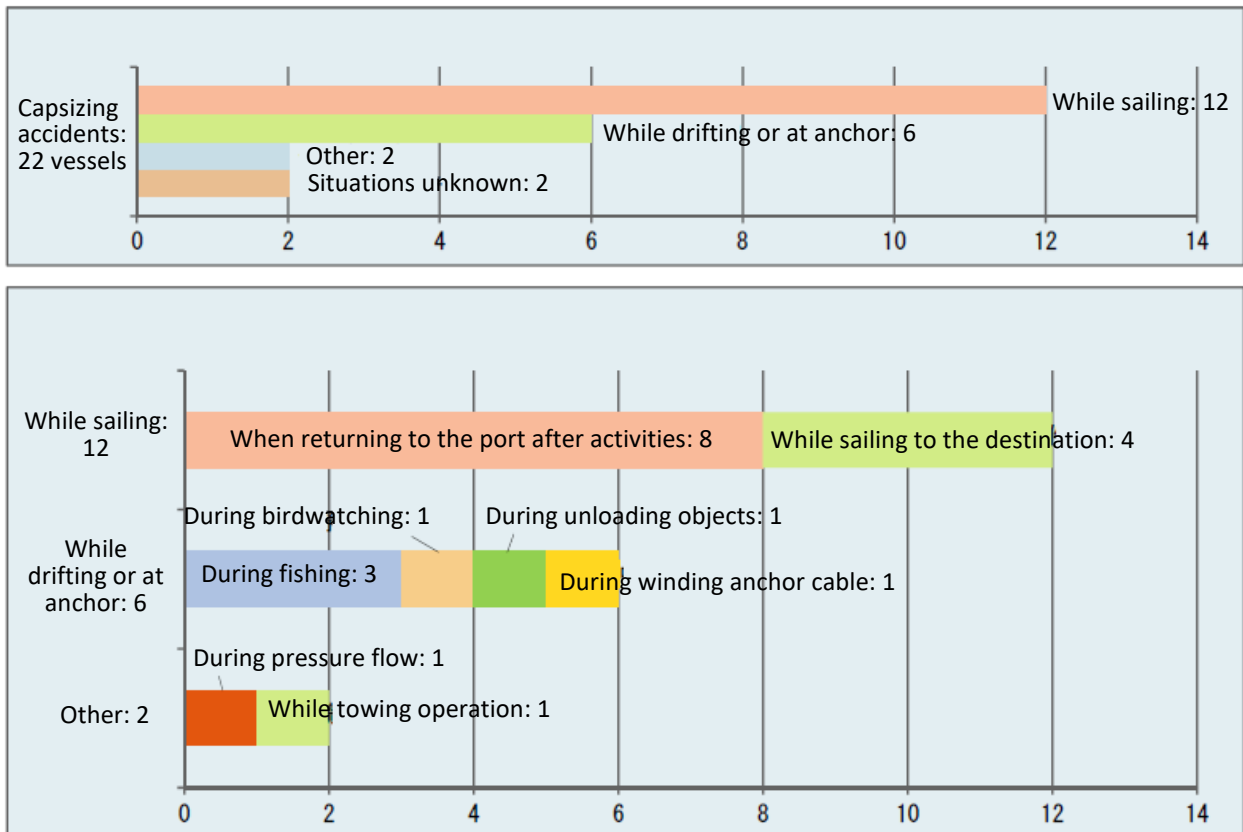 Capsizing
accidents:
22 vessels
While sailing: 12
While drifting or at anchor: 6
Other: 2
Situations unknown: 2
0 2 4 6 8 10 12 14
While sailing:
12
When returning to the port after activities: 8
While sailing to the destination: 4
During birdwatching: 1
During unloading objects: 1
While
drifting or at
anchor: 6
During fishing: 3
During winding anchor cable: 1
During pressure flow: 1
Other: 2
While towing operation: 1
0 2 4 6 8 10 12 14